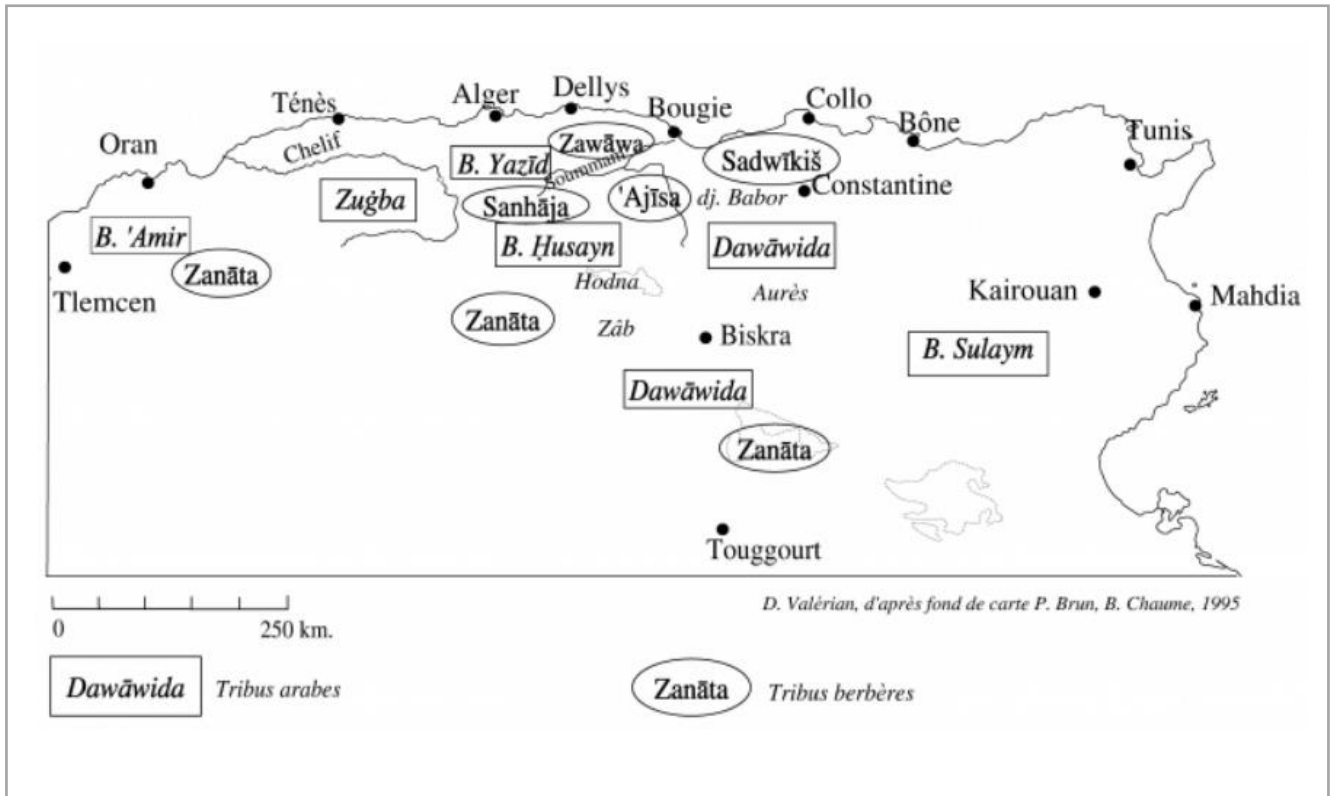 Dellys
Alger
Collo
Ténès
Bougie
Bône
Tunis
Oran
Chelif
Zawāwa
B. Yazīd
Soummam
Sadwīkiš
Constantine
Zuġba
Sanhāja
'Ajīsa
dj. Babor
B. 'Amir
B. Ḥusayn
Dawāwida
Zanāta
Tlemcen
Hodna
Aurès
Kairouan
Mahdia
Zanāta
Zâb
Biskra
B. Sulaym
Dawāwida
Zanāta
Touggourt
D. Valérian, d'après fond de carte P. Brun, B. Chaume, 1995
0 250 km.
Dawāwida Tribus arabes
Zanāta Tribus berbères